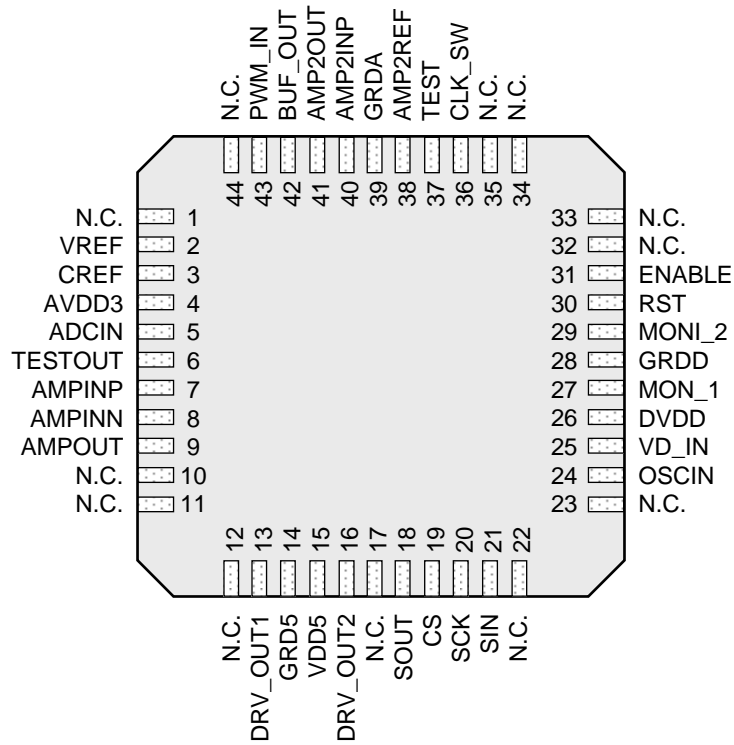 N.C.
PWM_IN
BUF_OUT
AMP2OUT
AMP2INP
GRDA
AMP2REF
TEST
CLK_SW
N.C.
N.C.
44
43
42
41
40
39
38
37
36
35
34
N.C. 1
VREF 2
CREF 3
AVDD3 4
ADCIN 5
TESTOUT 6
AMPINP 7
AMPINN 8
AMPOUT 9
N.C. 10
N.C. 11
33 N.C.
32 N.C.
31 ENABLE
30 RST
29 MONI_2
28 GRDD
27 MON_1
26 DVDD
25 VD_IN
24 OSCIN
23 N.C.
12
13
14
15
16
17
18
19
20
21
22
N.C.
DRV_OUT1
GRD5
VDD5
DRV_OUT2
N.C.
SOUT
CS
SCK
SIN
N.C.